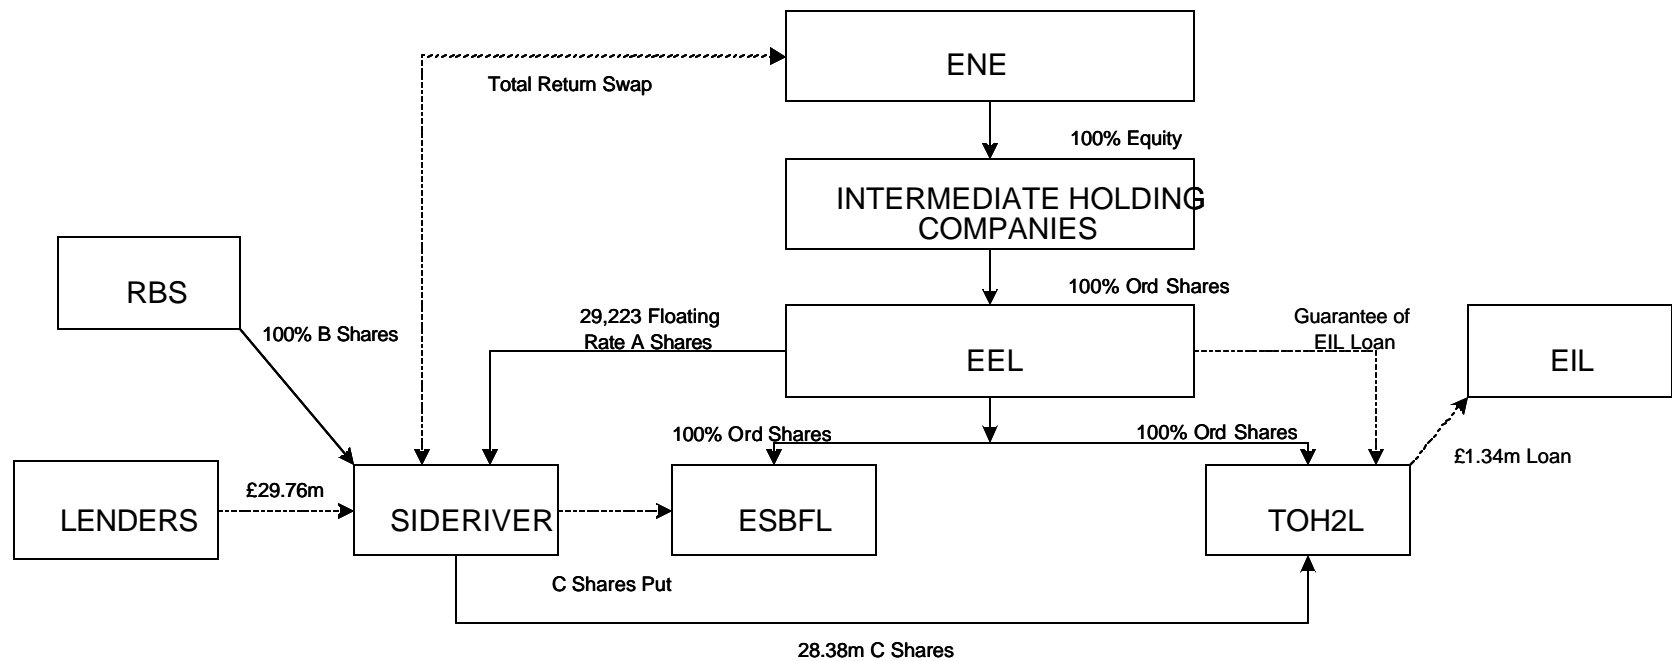 ENE
Total Return Swap
100% Equity
INTERMEDIATE HOLDING
COMPANIES
RBS
100% Ord Shares
100% B Shares
29,223 Floating
Rate A Shares
Guarantee of
EIL Loan
EEL
EIL
100% Ord Shares
100% Ord Shares
£1.34m Loan
£29.76m
LENDERS
SIDERIVER
ESBFL
TOH2L
C Shares Put
28.38m C Shares